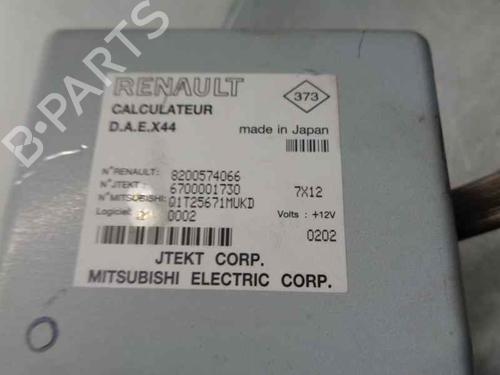 RENAULT
373
CALCULATEUR
D.A.E.X44
made in Japan
N°RENAULT: 8200574066
N°JTEKT: 6700001730 7X12
N°MITSUBISHI: Q1T25671MUKD
Logiciel: 0002 Volts : +12V
0202
JTEKT CORP.
MITSUBISHI ELECTRIC CORP.
B-PARTS